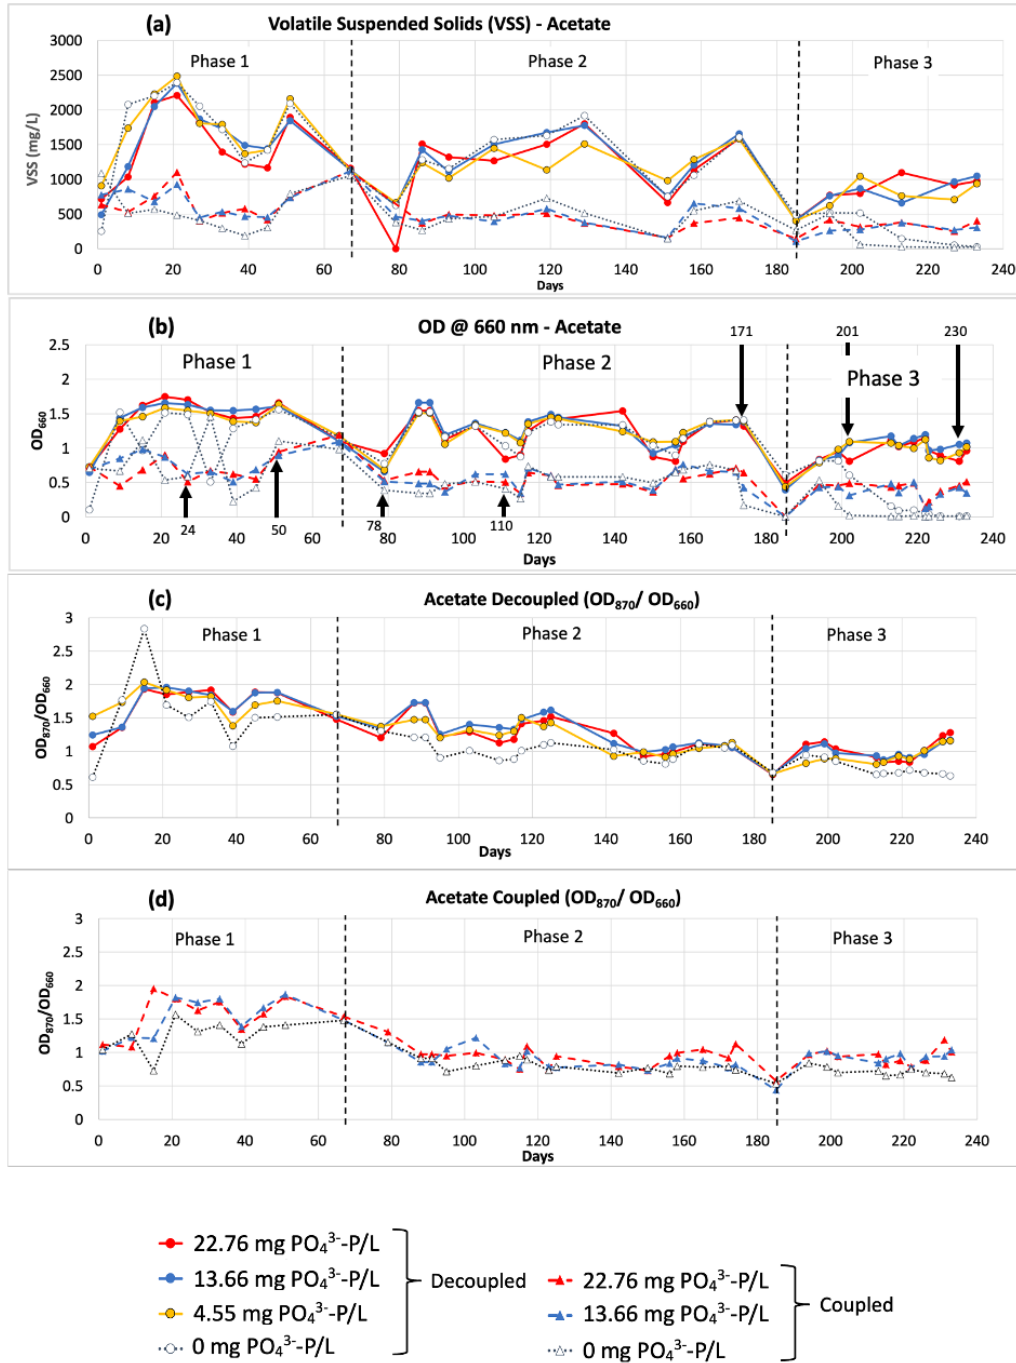 (a) Volatile Suspended Solids (VSS) - Acetate
3000
2500
2000
1500
1000
500
0
VSS (mg/L)
Phase 1
Phase 2
Phase 3
0 20 40 60 80 100 120 140 160 180 200 220 240
Days
(b) OD @ 660 nm - Acetate
171
201
230
2.5
2
1.5
1
0.5
0
OD₆₆₀
Phase 1
Phase 2
Phase 3
24
50
78
110
0 20 40 60 80 100 120 140 160 180 200 220 240
Days
(c) Acetate Decoupled (OD₈₇₀/ OD₆₆₀)
3
2.5
2
1.5
1
0.5
0
OD₈₇₀/OD₆₆₀
Phase 1
Phase 2
Phase 3
0 20 40 60 80 100 120 140 160 180 200 220 240
Days
(d) Acetate Coupled (OD₈₇₀/ OD₆₆₀)
3
2.5
2
1.5
1
0.5
0
OD₈₇₀/OD₆₆₀
Phase 1
Phase 2
Phase 3
0 20 40 60 80 100 120 140 160 180 200 220 240
Days
22.76 mg PO₄³⁻-P/L
13.66 mg PO₄³⁻-P/L
4.55 mg PO₄³⁻-P/L
0 mg PO₄³⁻-P/L
Decoupled
22.76 mg PO₄³⁻-P/L
13.66 mg PO₄³⁻-P/L
0 mg PO₄³⁻-P/L
Coupled